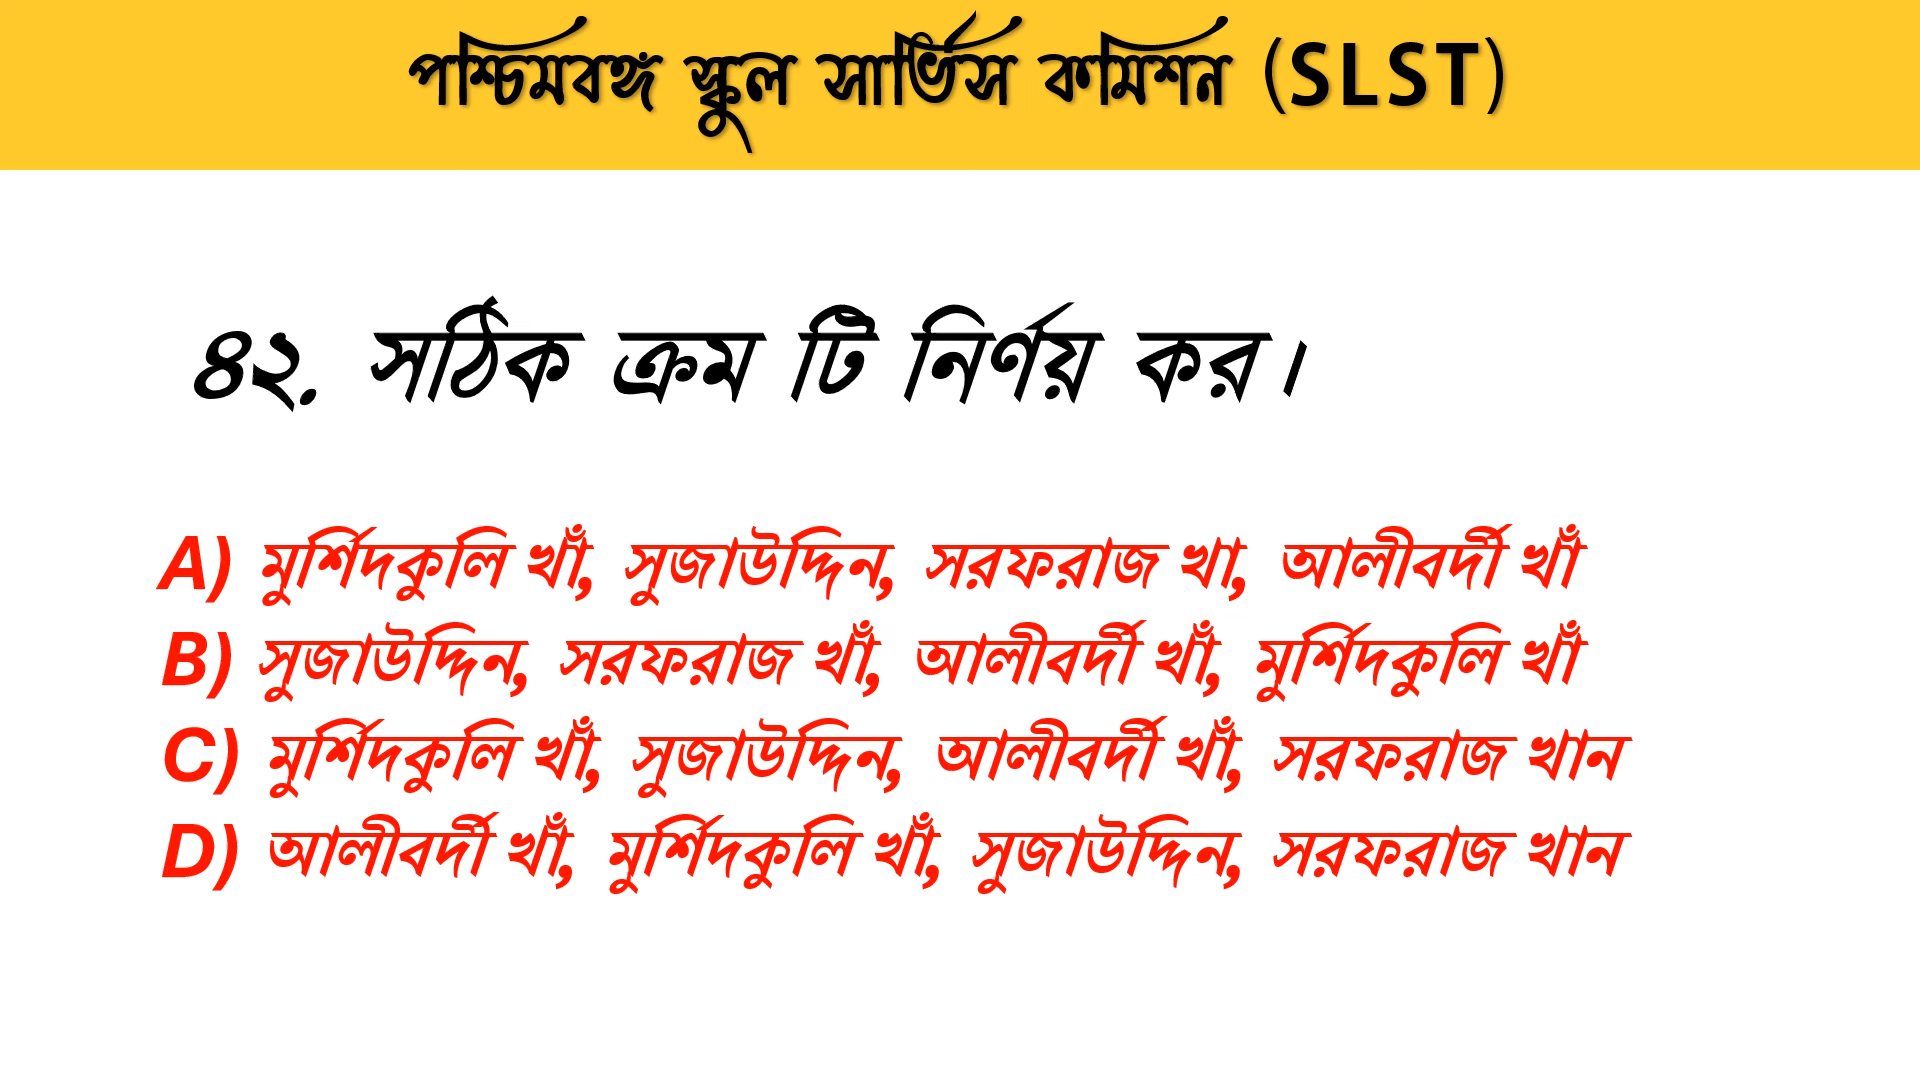 পশ্চিমবঙ্গ স্কুল সার্ভিস কমিশন (SLST)
৪২. সঠিক ক্রম টি নির্ণয় কর।
A) মুর্শিদকুলি খাঁ, সুজাউদ্দিন, সরফরাজ খা, আলীবর্দী খাঁ
B) সুজাউদ্দিন, সরফরাজ খাঁ, আলীবর্দী খাঁ, মুর্শিদকুলি খাঁ
C) মুর্শিদকুলি খাঁ, সুজাউদ্দিন, আলীবর্দী খাঁ, সরফরাজ খান
D) আলীবর্দী খাঁ, মুর্শিদকুলি খাঁ, সুজাউদ্দিন, সরফরাজ খান